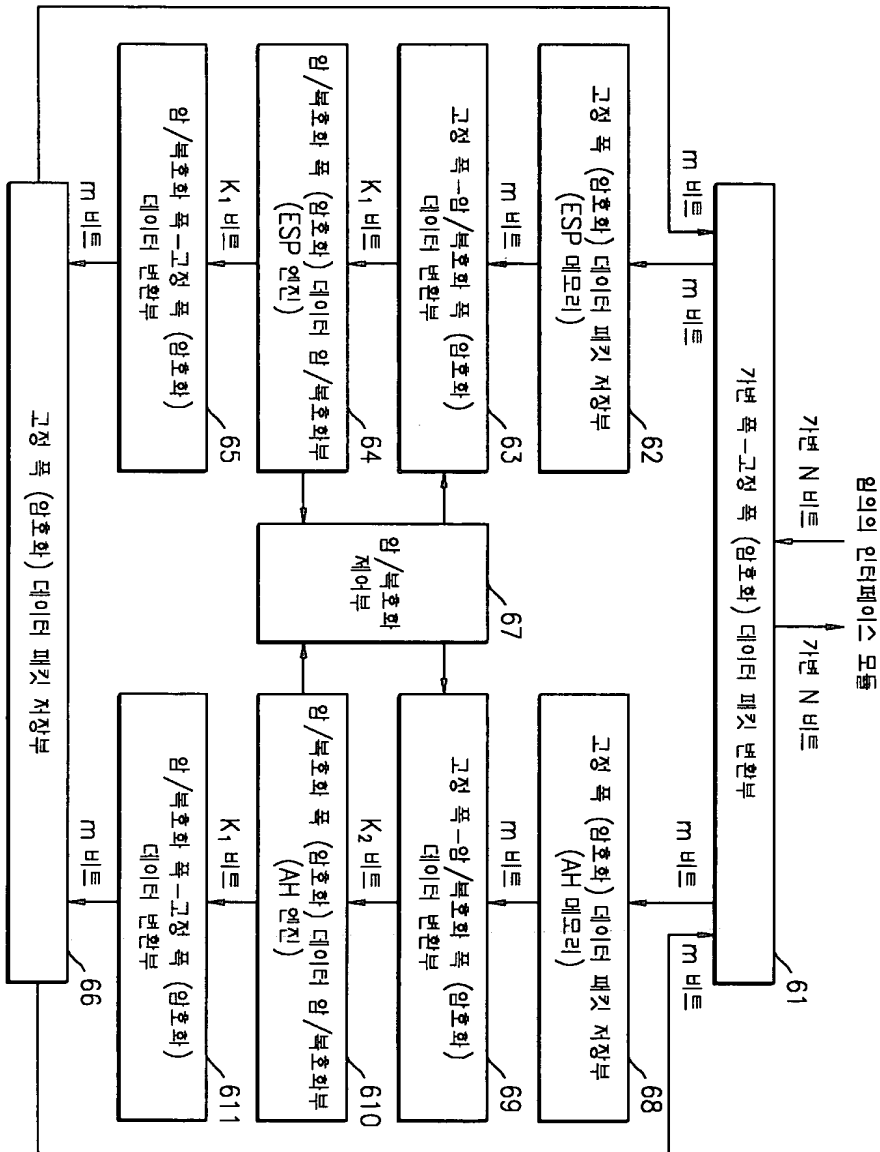 임의의 인터페이스 모듈
가변 N 비트
가변 N 비트
가변 폭-고정 폭 (암호화) 데이터 패킷 변환부
61
m 비트
m 비트
m 비트
m 비트
고정 폭 (암호화) 데이터 패킷 저장부
(ESP 메모리)
62
고정 폭 (암호화) 데이터 패킷 저장부
(AH 메모리)
68
m 비트
m 비트
고정 폭-암/복호화 폭 (암호화)
데이터 변환부
63
고정 폭-암/복호화 폭 (암호화)
데이터 변환부
69
K₁ 비트
K₂ 비트
암/복호화 폭 (암호화) 데이터 암/복호화부
(ESP 엔진)
64
암/복호화
제어부
67
암/복호화 폭 (암호화) 데이터 암/복호화부
(AH 엔진)
610
K₁ 비트
K₁ 비트
암/복호화 폭-고정 폭 (암호화)
데이터 변환부
65
암/복호화 폭-고정 폭 (암호화)
데이터 변환부
611
m 비트
m 비트
고정 폭 (암호화) 데이터 패킷 저장부
66